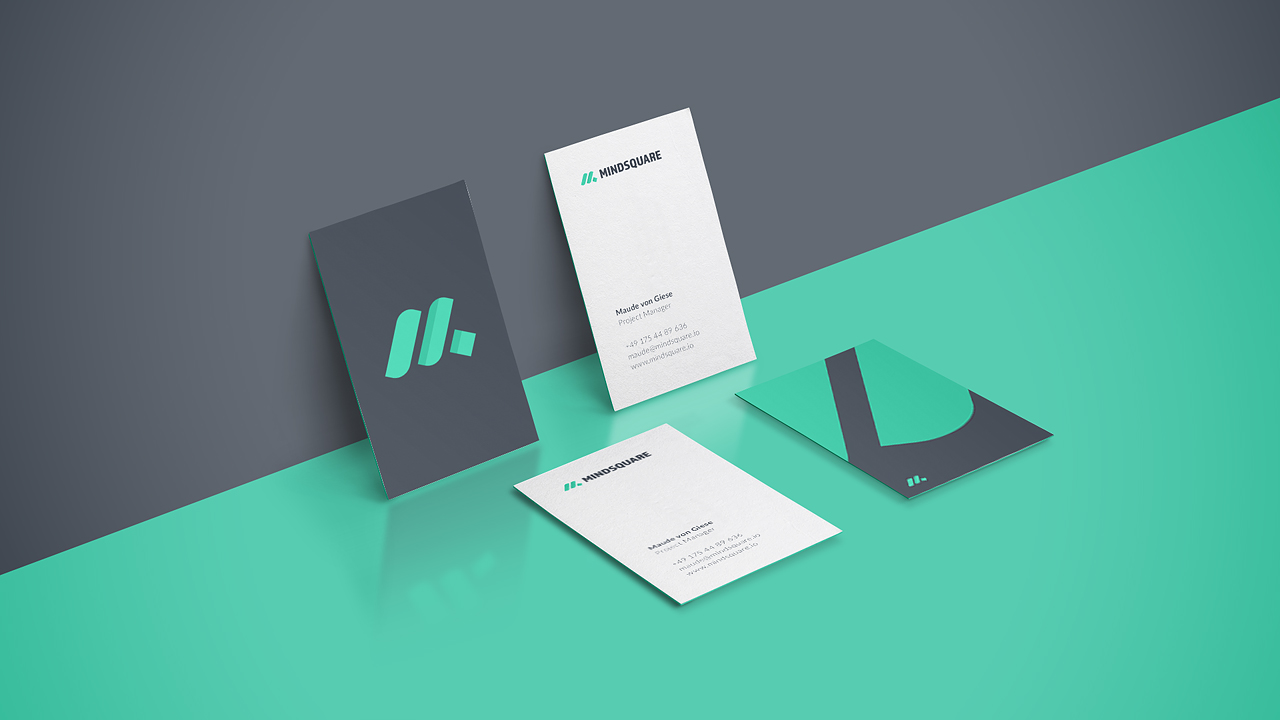 MINDSQUARE
Maude von Giese
Project Manager
+49 175 44 89 636
maude@mindsquare.io
www.mindsquare.io
MINDSQUARE
Maude von Giese
Project Manager
+49 175 44 89 636
maude@mindsquare.io
www.mindsquare.io